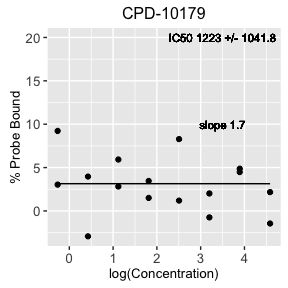 CPD-10179
IC50 1223 +/- 1041.8
slope 1.7
% Probe Bound
20
15
10
5
0
0 1 2 3 4
log(Concentration)